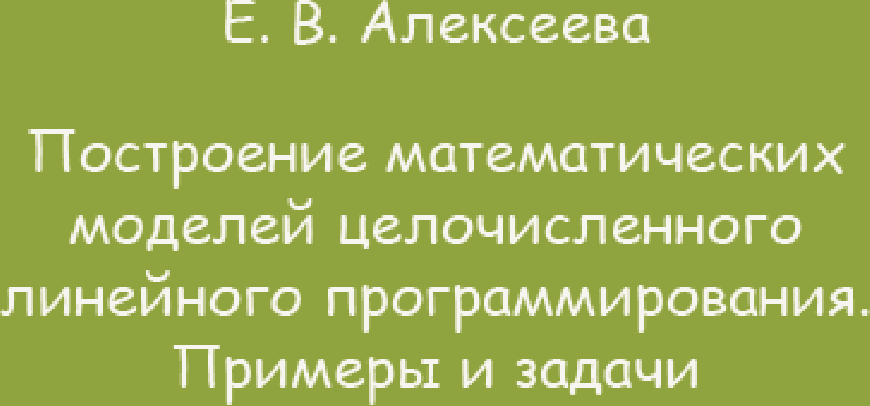 Е. В. Алексеева
Построение математических
моделей целочисленного
линейного программирования.
Примеры и задачи